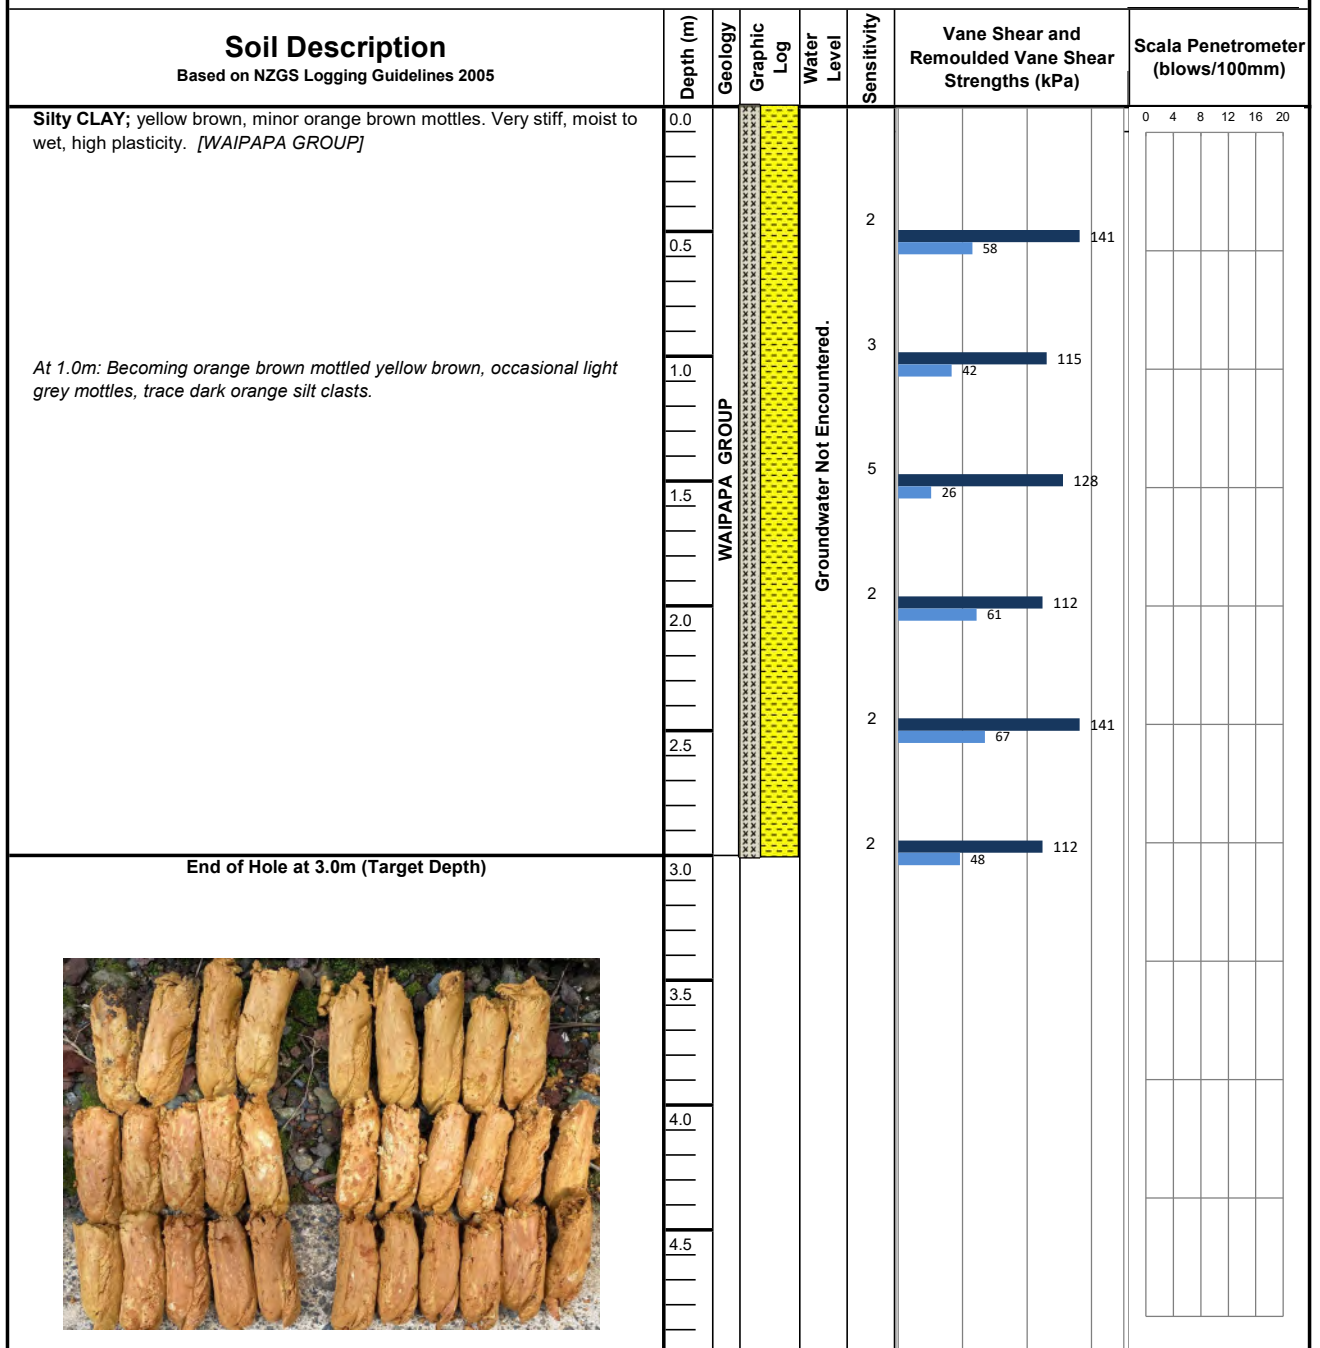 Soil Description
Based on NZGS Logging Guidelines 2005
Depth (m)
Geology
Graphic
Log
Water
Level
Sensitivity
Vane Shear and
Remoulded Vane Shear
Strengths (kPa)
Scala Penetrometer
(blows/100mm)
Silty CLAY; yellow brown, minor orange brown mottles. Very stiff, moist to
wet, high plasticity. [WAIPAPA GROUP]
0.0
0 4 8 12 16 20
2
141
0.5
58
At 1.0m: Becoming orange brown mottled yellow brown, occasional light
grey mottles, trace dark orange silt clasts.
3
115
1.0
42
WAIPAPA GROUP
Groundwater Not Encountered.
5
128
1.5
26
2
112
2.0
61
2
141
2.5
67
2
112
48
End of Hole at 3.0m (Target Depth)
3.0
3.5
4.0
4.5